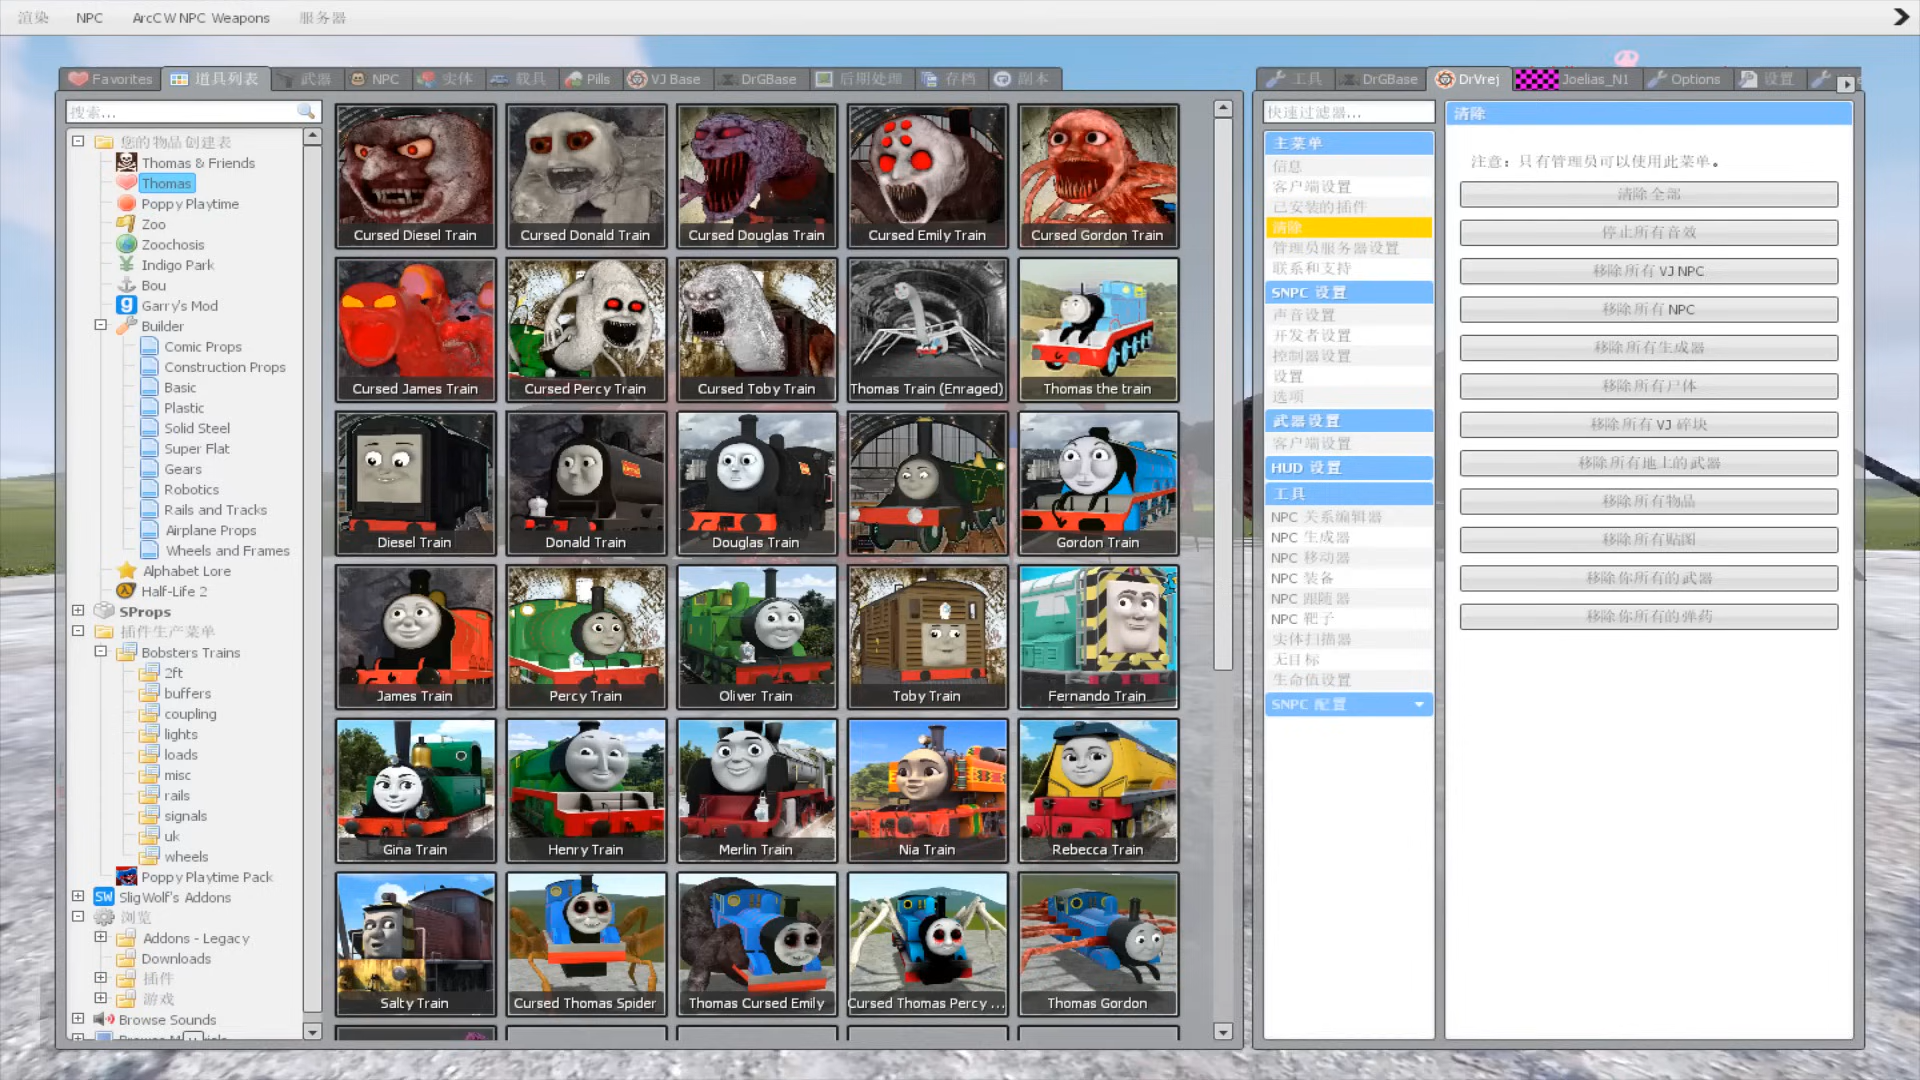 渲染 NPC ArcCW NPC Weapons 服务器
Favorites 道具列表 武器 NPC 实体 载具 Pills VJ Base DrGBase 后期处理 存档 副本
搜索...
您的物品创建表
Thomas & Friends
Thomas
Poppy Playtime
Zoo
Zoochosis
Indigo Park
Bou
Garry's Mod
Builder
Comic Props
Construction Props
Basic
Plastic
Solid Steel
Super Flat
Gears
Robotics
Rails and Tracks
Airplane Props
Wheels and Frames
Alphabet Lore
Half-Life 2
SProps
插件生产菜单
Bobsters Trains
2ft
buffers
coupling
lights
loads
misc
rails
signals
uk
wheels
Poppy Playtime Pack
SW SligWolf's Addons
浏览
Addons - Legacy
Downloads
插件
游戏
Browse Sounds
Cursed Diesel Train
Cursed Donald Train
Cursed Douglas Train
Cursed Emily Train
Cursed Gordon Train
Cursed James Train
Cursed Percy Train
Cursed Toby Train
Thomas Train (Enraged)
Thomas the train
Diesel Train
Donald Train
Douglas Train
Gordon Train
James Train
Percy Train
Oliver Train
Toby Train
Fernando Train
Gina Train
Henry Train
Merlin Train
Nia Train
Rebecca Train
Salty Train
Cursed Thomas Spider
Thomas Cursed Emily
Cursed Thomas Percy ...
Thomas Gordon
工具 DrGBase DrVrej Joelias_N1 Options 设置
快速过滤器...
主菜单
信息
客户端设置
已安装的插件
清除
管理员服务器设置
联系和支持
SNPC 设置
声音设置
开发者设置
控制器设置
设置
选项
武器设置
客户端设置
HUD 设置
工具
NPC 关系编辑器
NPC 生成器
NPC 移动器
NPC 装备
NPC 跟随器
NPC 靶子
实体扫描器
无目标
生命值设置
SNPC 配置
清除
注意：只有管理员可以使用此菜单。
清除全部
停止所有音效
移除所有 VJ NPC
移除所有 NPC
移除所有生成器
移除所有尸体
移除所有 VJ 碎块
移除所有地上的武器
移除所有物品
移除所有贴图
移除你所有的武器
移除你所有的弹药